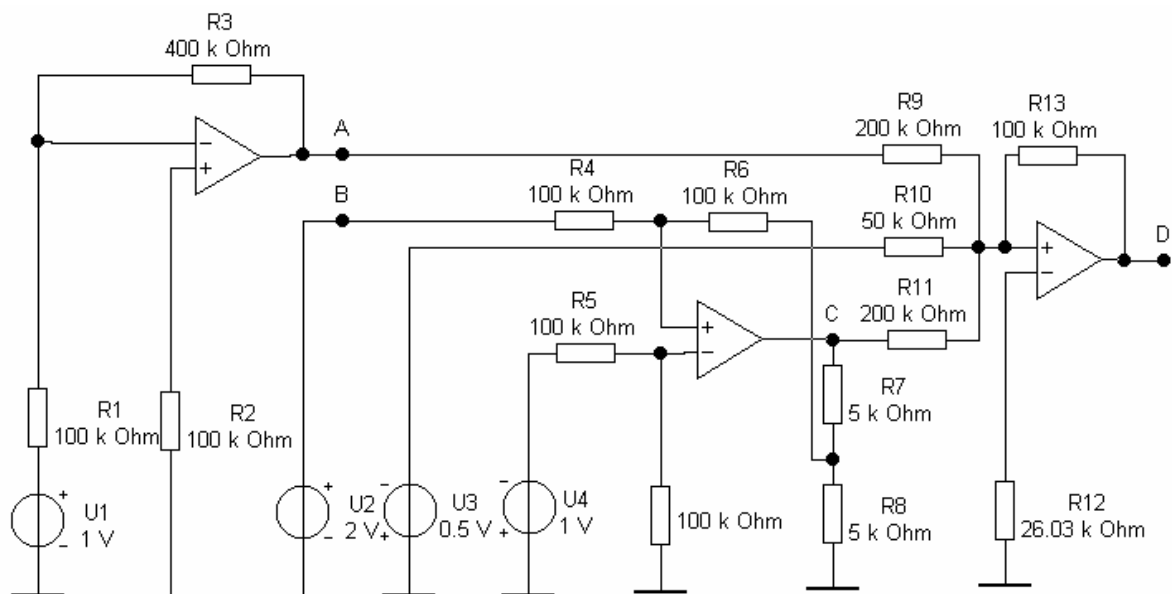 R3
400 k Ohm
A
R9
200 k Ohm
R13
100 k Ohm
R4
100 k Ohm
R6
100 k Ohm
B
R10
50 k Ohm
D
R5
100 k Ohm
C
R11
200 k Ohm
R1
100 k Ohm
R2
100 k Ohm
R7
5 k Ohm
U1
1 V
U2
2 V
U3
0.5 V
U4
1 V
100 k Ohm
R8
5 k Ohm
R12
26.03 k Ohm